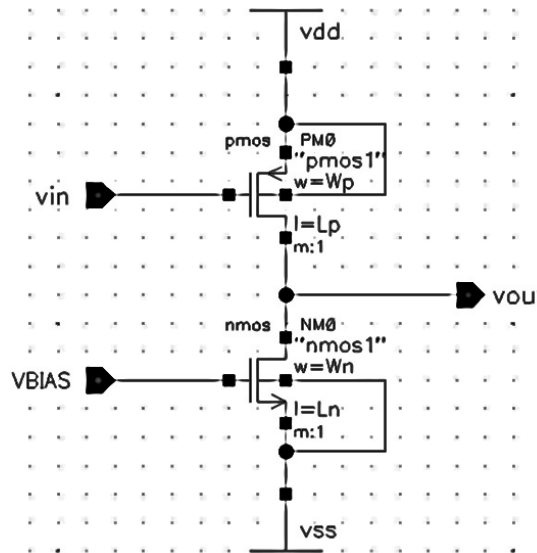 vdd
pmos PM0
"pmos1"
w=Wp
vin
l=Lp
m:1
vou
nmos NM0
"nmos1"
w=Wn
VBIAS
l=Ln
m:1
vss